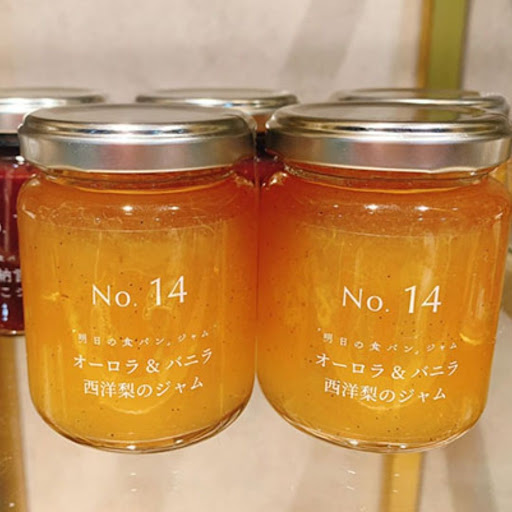 No. 14
"明日の食パン。ジャム"
オーロラ & バニラ
西洋梨のジャム
No. 14
"明日の食パン。ジャム"
オーロラ & バニラ
西洋梨のジャム